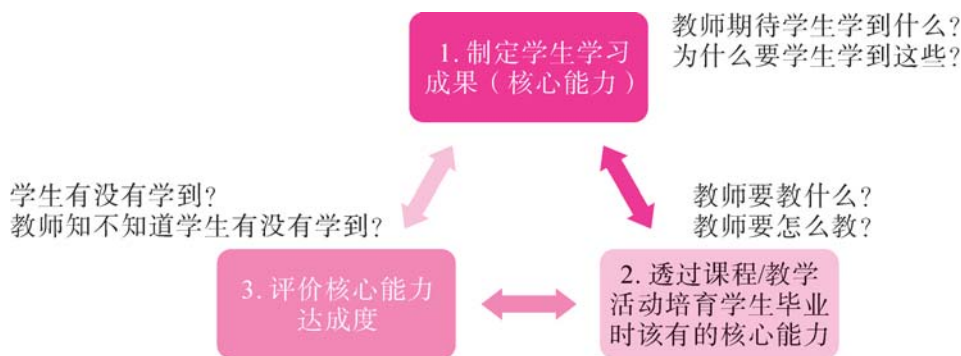 教师期待学生学到什么?
为什么要学生学到这些?
1. 制定学生学习
成果（核心能力）
学生有没有学到?
教师知不知道学生有没有学到?
教师要教什么?
教师要怎么教?
3. 评价核心能力
达成度
2. 透过课程/教学
活动培育学生毕业
时该有的核心能力